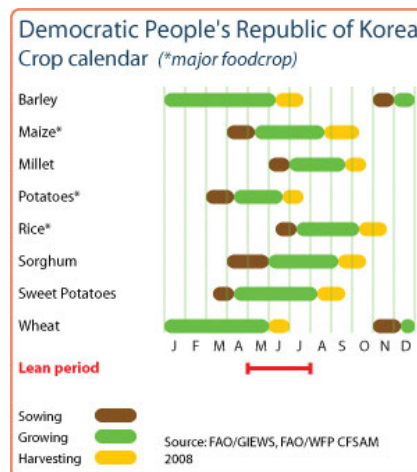 Democratic People's Republic of Korea
Crop calendar (*major foodcrop)
Barley
Maize*
Millet
Potatoes*
Rice*
Sorghum
Sweet Potatoes
Wheat
J F M A M J J A S O N D
Lean period
Sowing
Growing
Harvesting
Source: FAO/GIEWS, FAO/WFP CFSAM
2008